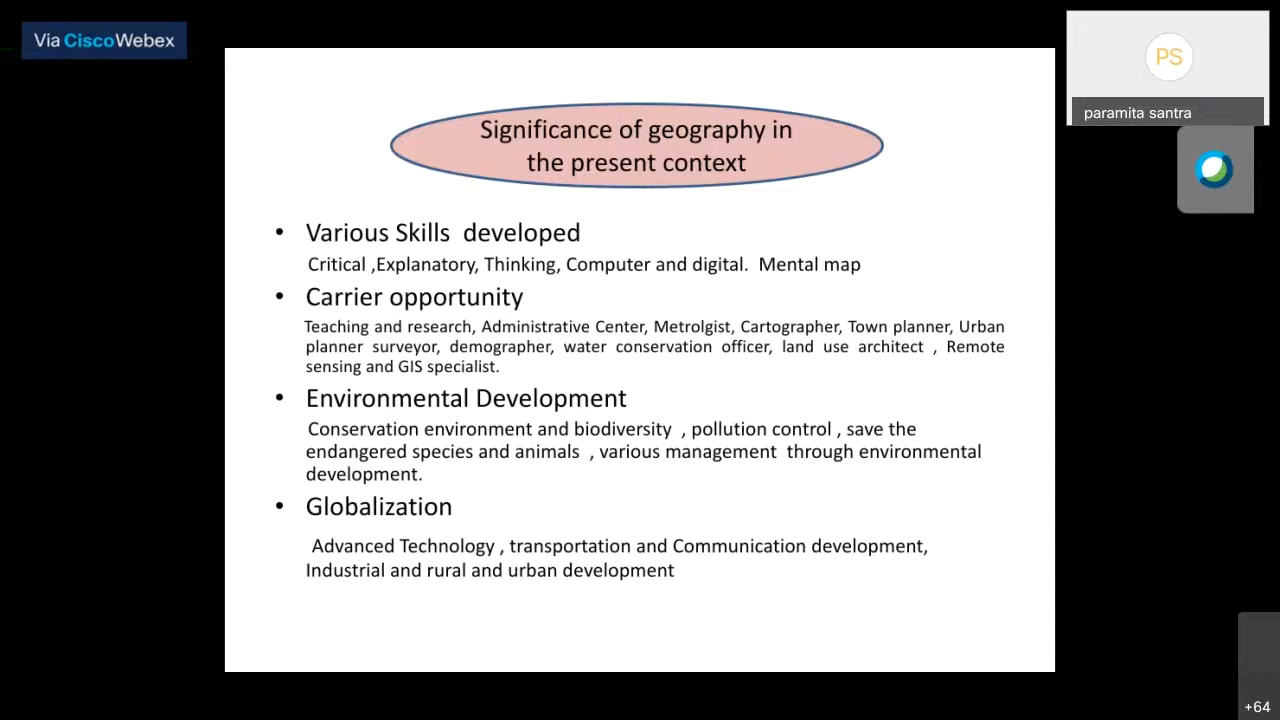 Via Cisco Webex
PS
paramita santra
Significance of geography in
the present context
• Various Skills developed
Critical ,Explanatory, Thinking, Computer and digital. Mental map
• Carrier opportunity
Teaching and research, Administrative Center, Metrolgist, Cartographer, Town planner, Urban
planner surveyor, demographer, water conservation officer, land use architect , Remote
sensing and GIS specialist.
• Environmental Development
Conservation environment and biodiversity , pollution control , save the
endangered species and animals , various management through environmental
development.
• Globalization
Advanced Technology , transportation and Communication development,
Industrial and rural and urban development
+64